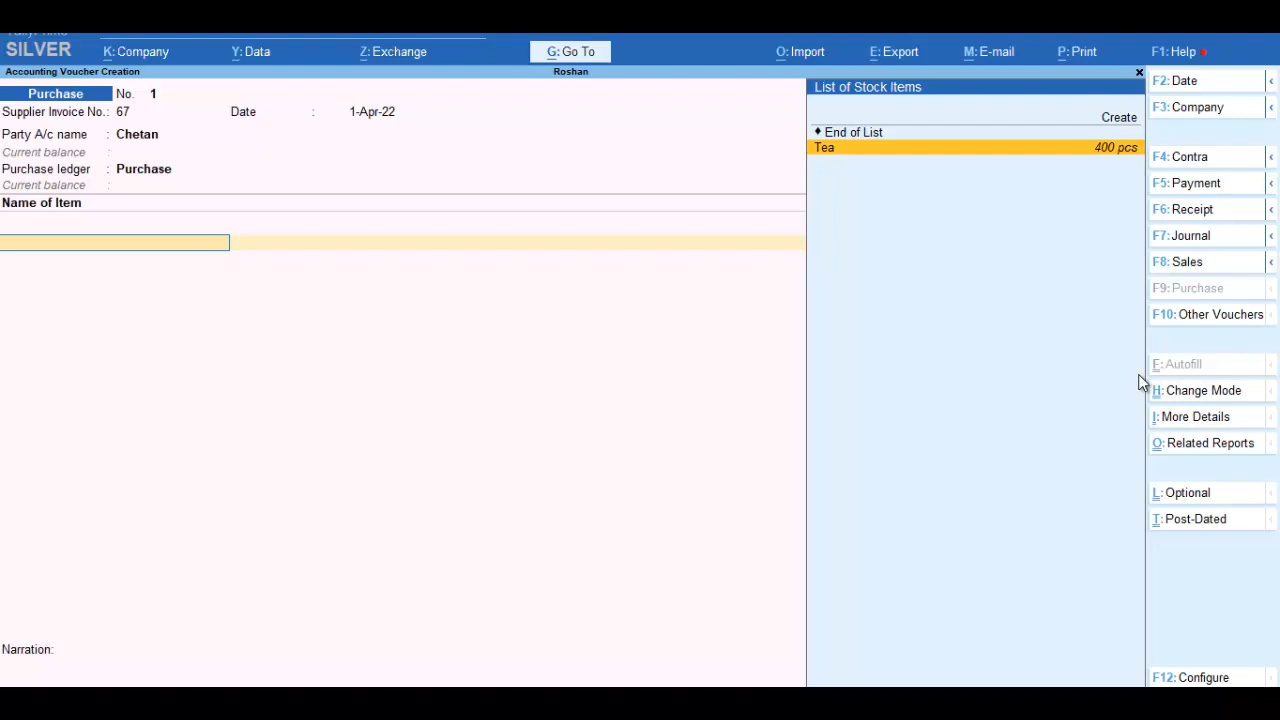 SILVER
K: Company
Y: Data
Z: Exchange
G: Go To
O: Import
E: Export
M: E-mail
P: Print
F1: Help
Accounting Voucher Creation
Roshan
Purchase No. 1
Supplier Invoice No.: 67 Date : 1-Apr-22
Party A/c name : Chetan
Current balance :
Purchase ledger : Purchase
Current balance :
Name of Item
Narration:
List of Stock Items
Create
End of List
Tea 400 pcs
F2: Date
F3: Company
F4: Contra
F5: Payment
F6: Receipt
F7: Journal
F8: Sales
F9: Purchase
F10: Other Vouchers
F: Autofill
H: Change Mode
I: More Details
O: Related Reports
L: Optional
T: Post-Dated
F12: Configure